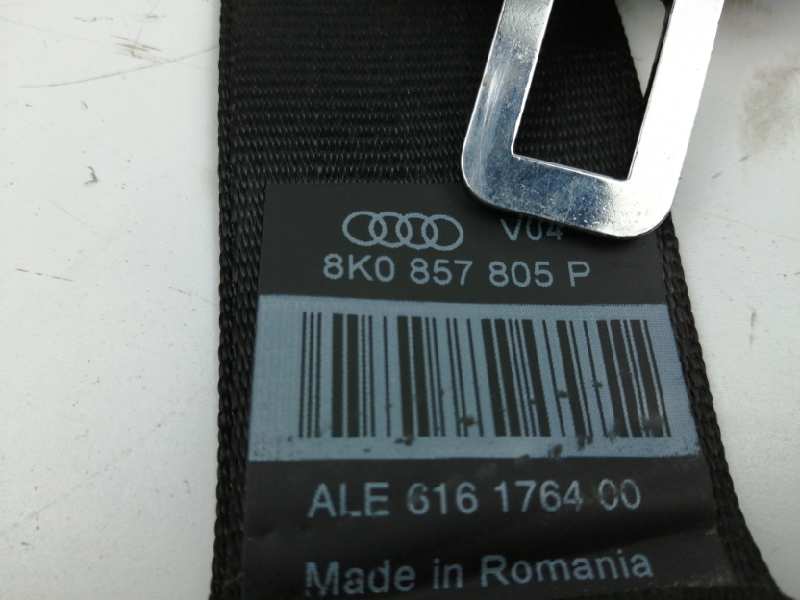 V04
8K0 857 805 P
ALE 616 1764 00
Made in Romania